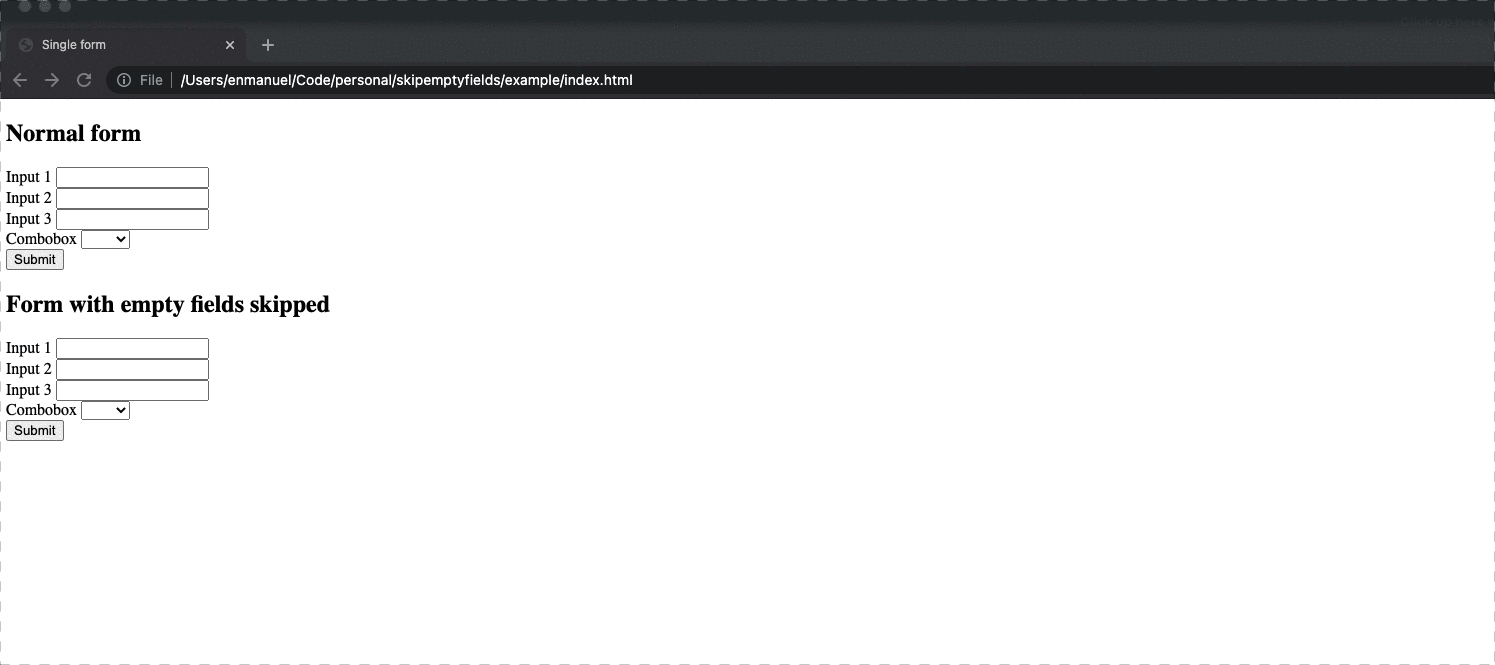 Single form
File /Users/enmanuel/Code/personal/skipemptyfields/example/index.html
Normal form
Input 1
Input 2
Input 3
Combobox
Submit
Form with empty fields skipped
Input 1
Input 2
Input 3
Combobox
Submit